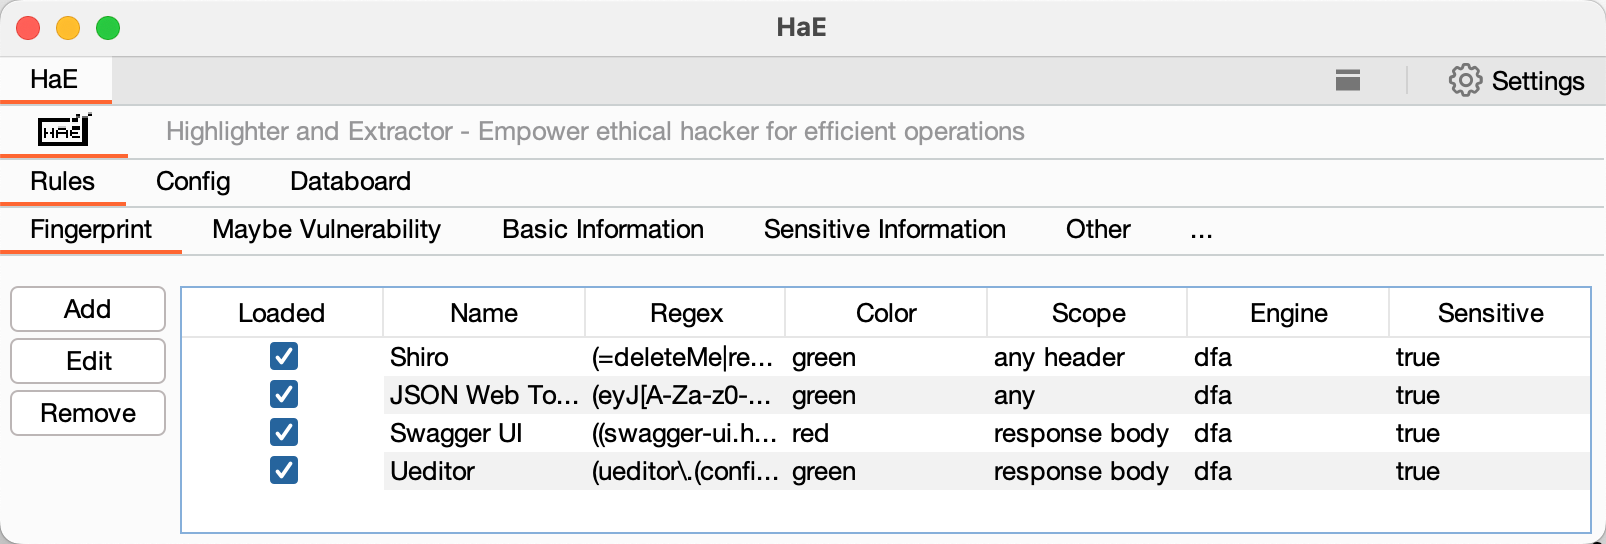 HaE
HaE Settings
HAE Highlighter and Extractor - Empower ethical hacker for efficient operations
Rules Config Databoard
Fingerprint Maybe Vulnerability Basic Information Sensitive Information Other ...
Add
Edit
Remove
Loaded Name Regex Color Scope Engine Sensitive
Shiro (=deleteMe|re... green any header dfa true
JSON Web To... (eyJ[A-Za-z0-... green any dfa true
Swagger UI ((swagger-ui.h... red response body dfa true
Ueditor (ueditor\.(confi... green response body dfa true